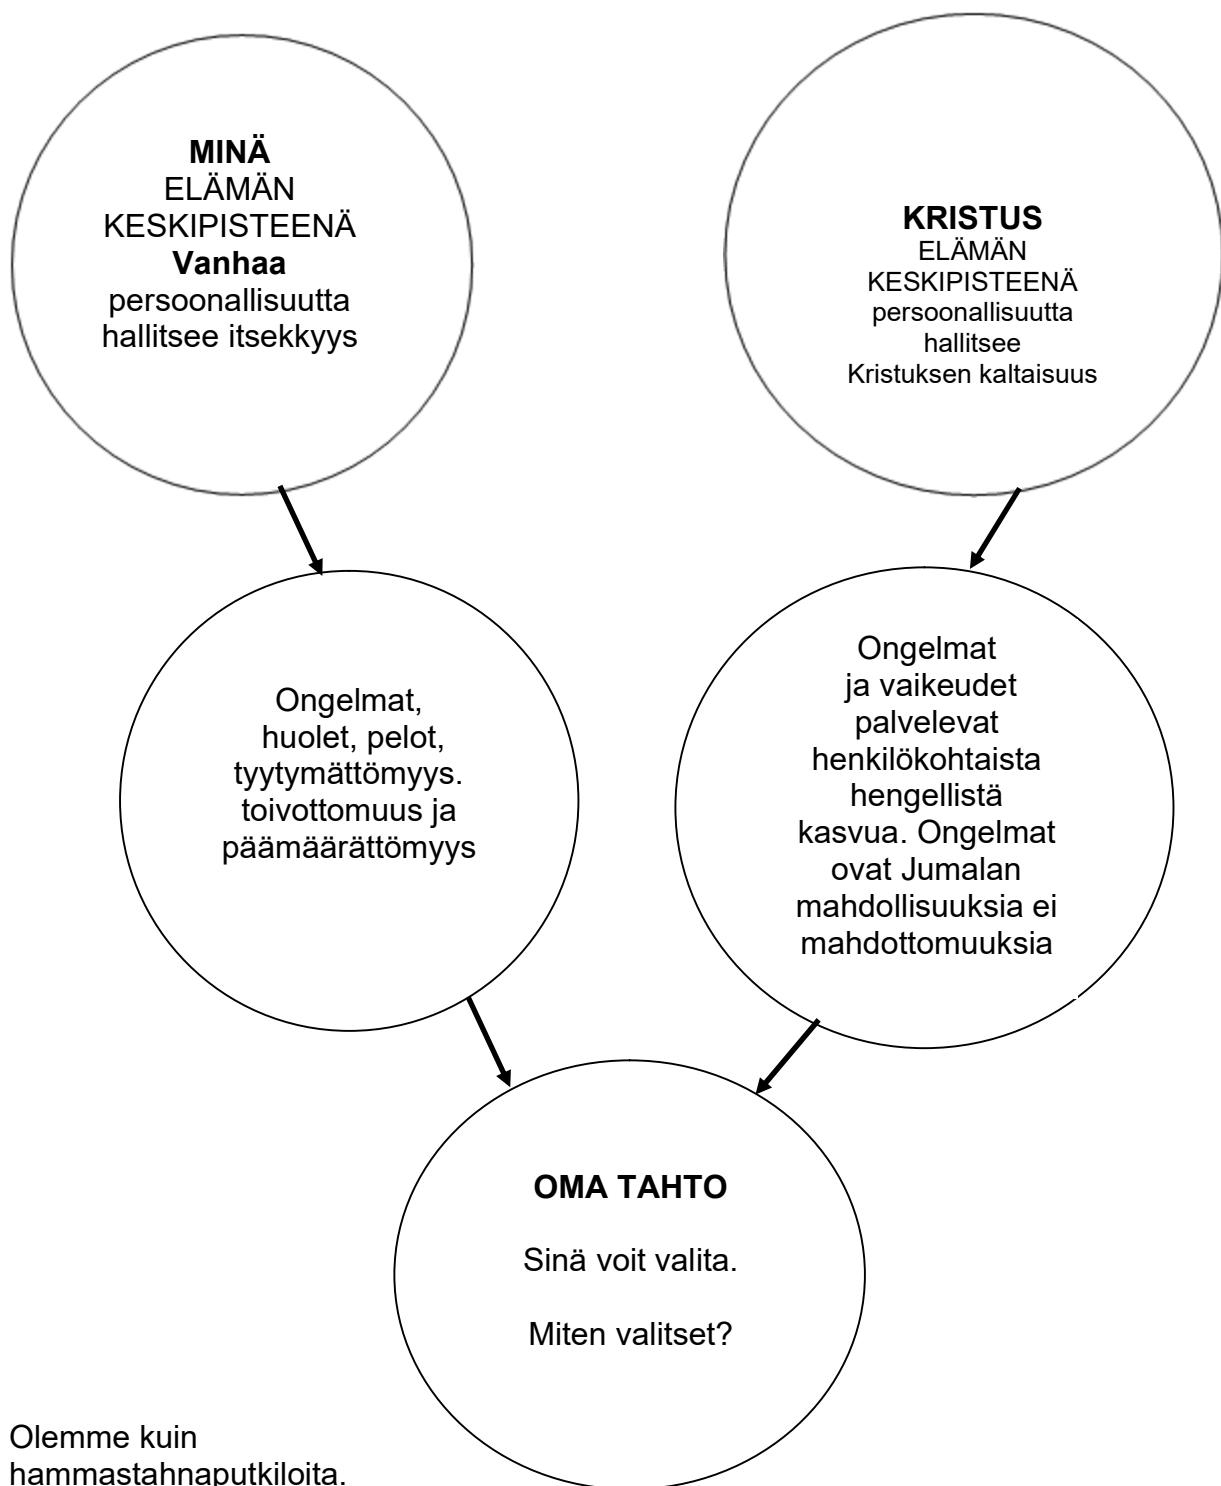 MINÄ
ELÄMÄN
KESKIPISTEENÄ
Vanhaa
persoonallisuutta
hallitsee itsekkyys
KRISTUS
ELÄMÄN
KESKIPISTEENÄ
persoonallisuutta
hallitsee
Kristuksen kaltaisuus
Ongelmat,
huolet, pelot,
tyytymättömyys.
toivottomuus ja
päämäärättömyys
Ongelmat
ja vaikeudet
palvelevat
henkilökohtaista
hengellistä
kasvua. Ongelmat
ovat Jumalan
mahdollisuuksia ei
mahdottomuuksia
OMA TAHTO
Sinä voit valita.
Miten valitset?
Olemme kuin
hammastahnaputkiloita.